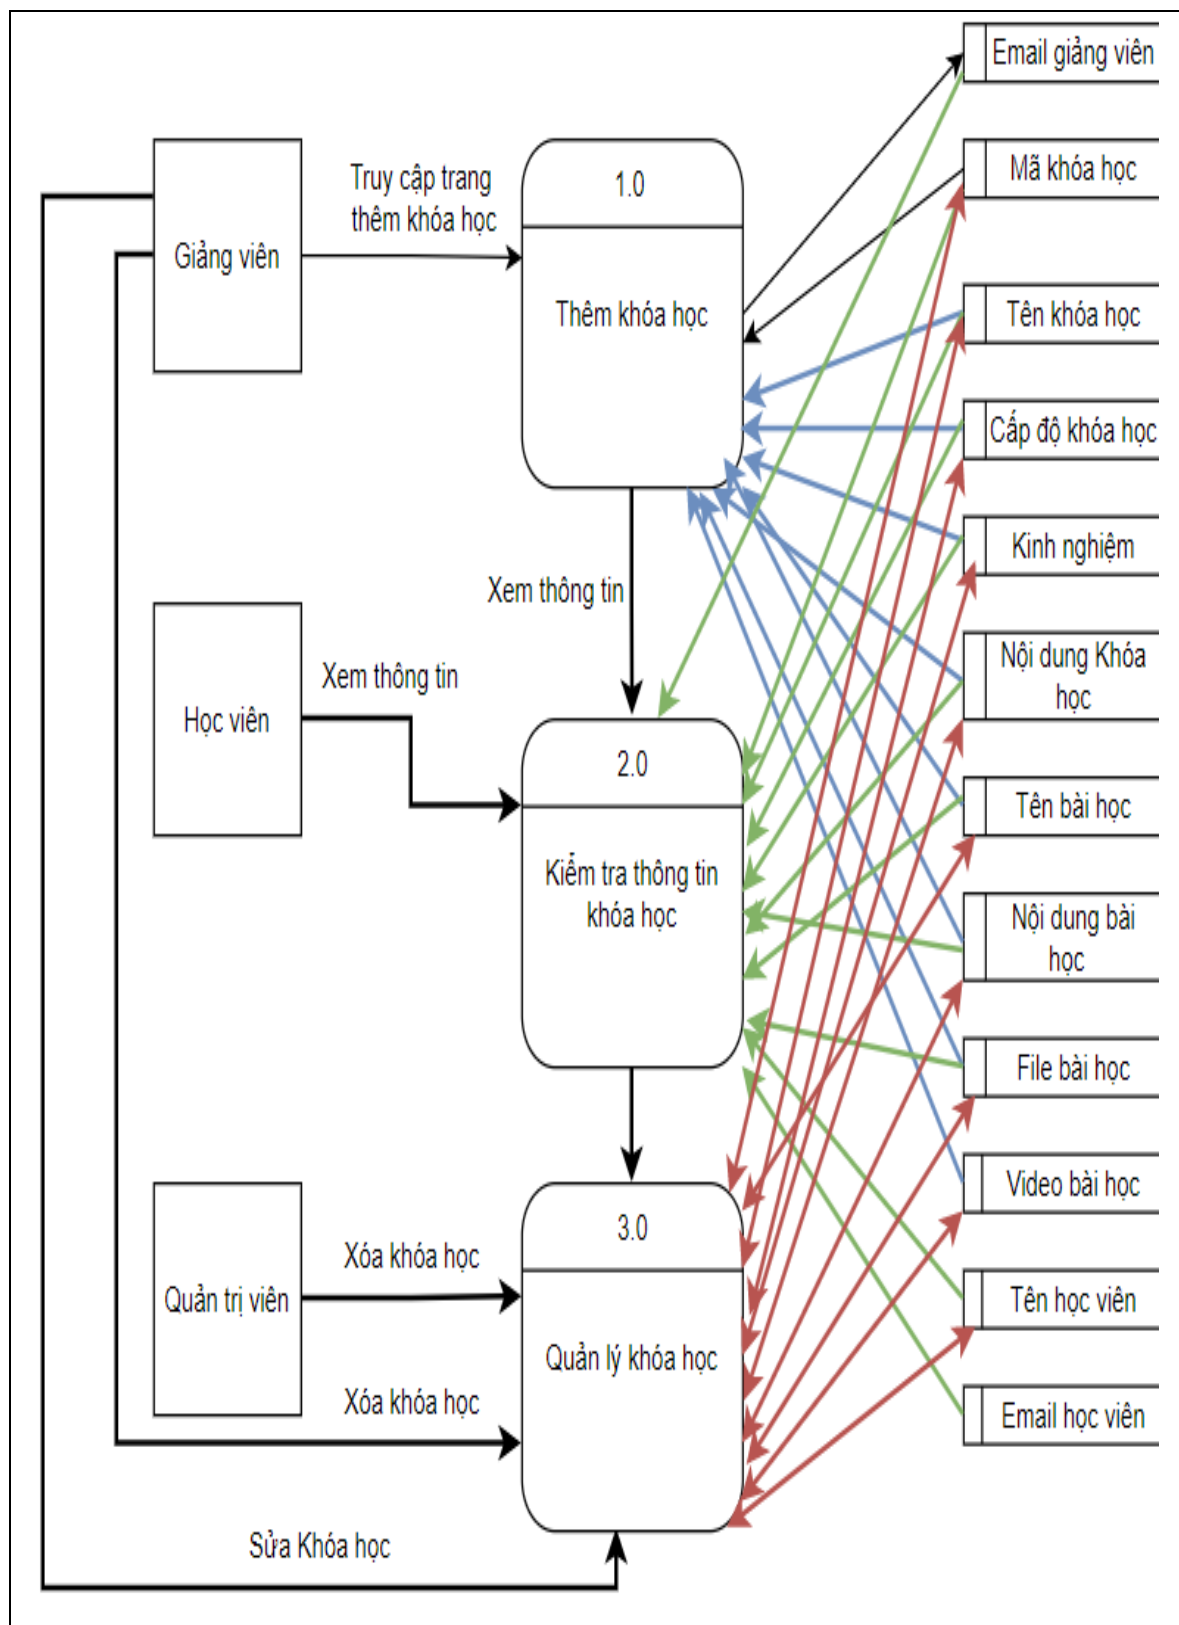 Email giảng viên
Mã khóa học
Truy cập trang
thêm khóa học
1.0
Giảng viên
Thêm khóa học
Tên khóa học
Cấp độ khóa học
Kinh nghiệm
Xem thông tin
Nội dung Khóa
học
Xem thông tin
Học viên
2.0
Tên bài học
Kiểm tra thông tin
khóa học
Nội dung bài
học
File bài học
Video bài học
3.0
Xóa khóa học
Quản trị viên
Tên học viên
Quản lý khóa học
Xóa khóa học
Email học viên
Sửa Khóa học